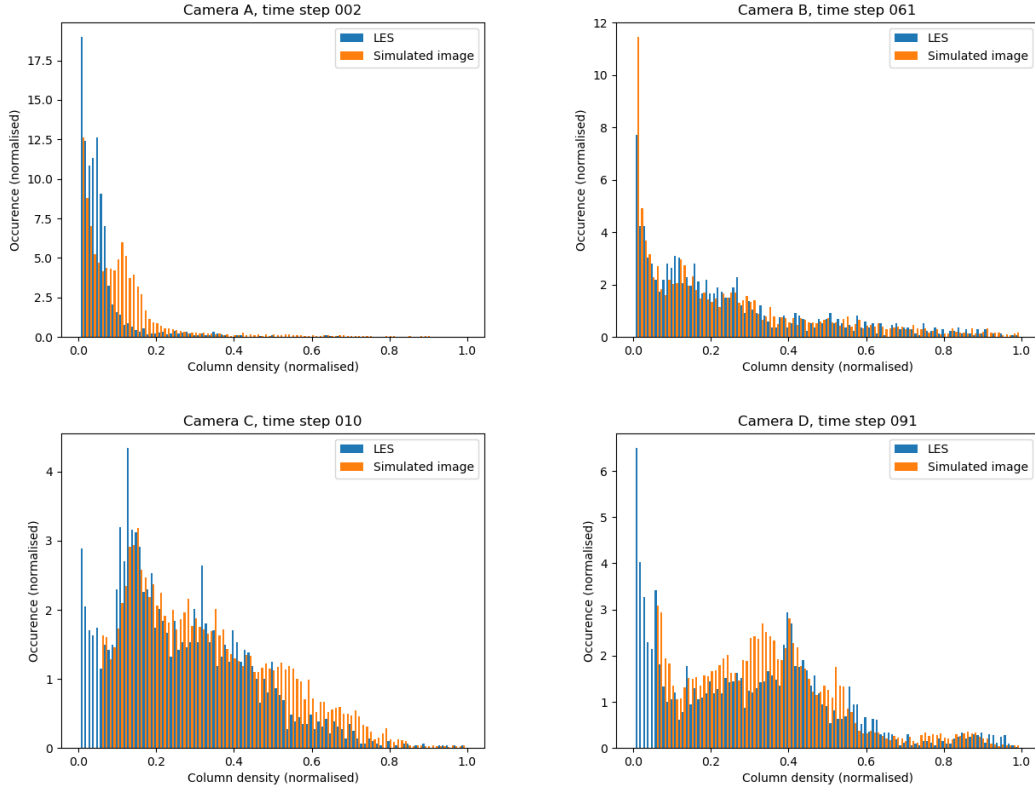 Camera A, time step 002
LES
Simulated image
17.5
15.0
12.5
10.0
7.5
5.0
2.5
0.0
Occurence (normalised)
0.0 0.2 0.4 0.6 0.8 1.0
Column density (normalised)
Camera B, time step 061
LES
Simulated image
12
10
8
6
4
2
0
Occurence (normalised)
0.0 0.2 0.4 0.6 0.8 1.0
Column density (normalised)
Camera C, time step 010
LES
Simulated image
4
3
2
1
0
Occurence (normalised)
0.0 0.2 0.4 0.6 0.8 1.0
Column density (normalised)
Camera D, time step 091
LES
Simulated image
6
5
4
3
2
1
0
Occurence (normalised)
0.0 0.2 0.4 0.6 0.8 1.0
Column density (normalised)